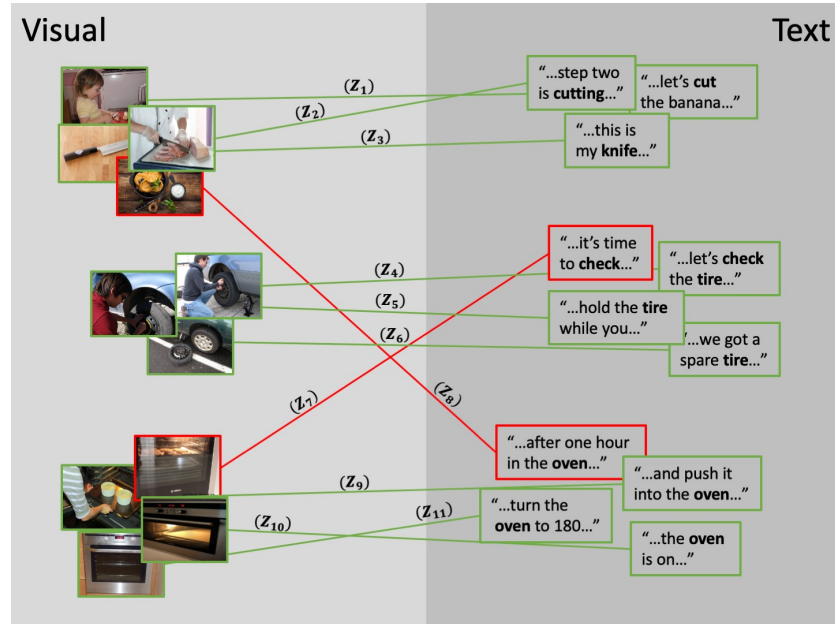 Visual
Text
(Z₁)
(Z₂)
(Z₃)
"...step two
is cutting..."
"...let's cut
the banana..."
"...this is
my knife..."
(Z₄)
(Z₅)
(Z₆)
(Z₇)
(Z₈)
"...it's time
to check..."
"...let's check
the tire..."
"...hold the tire
while you..."
"...we got a
spare tire..."
(Z₉)
(Z₁₀)
(Z₁₁)
"...after one hour
in the oven..."
"...and push it
into the oven..."
"...turn the
oven to 180..."
"...the oven
is on..."